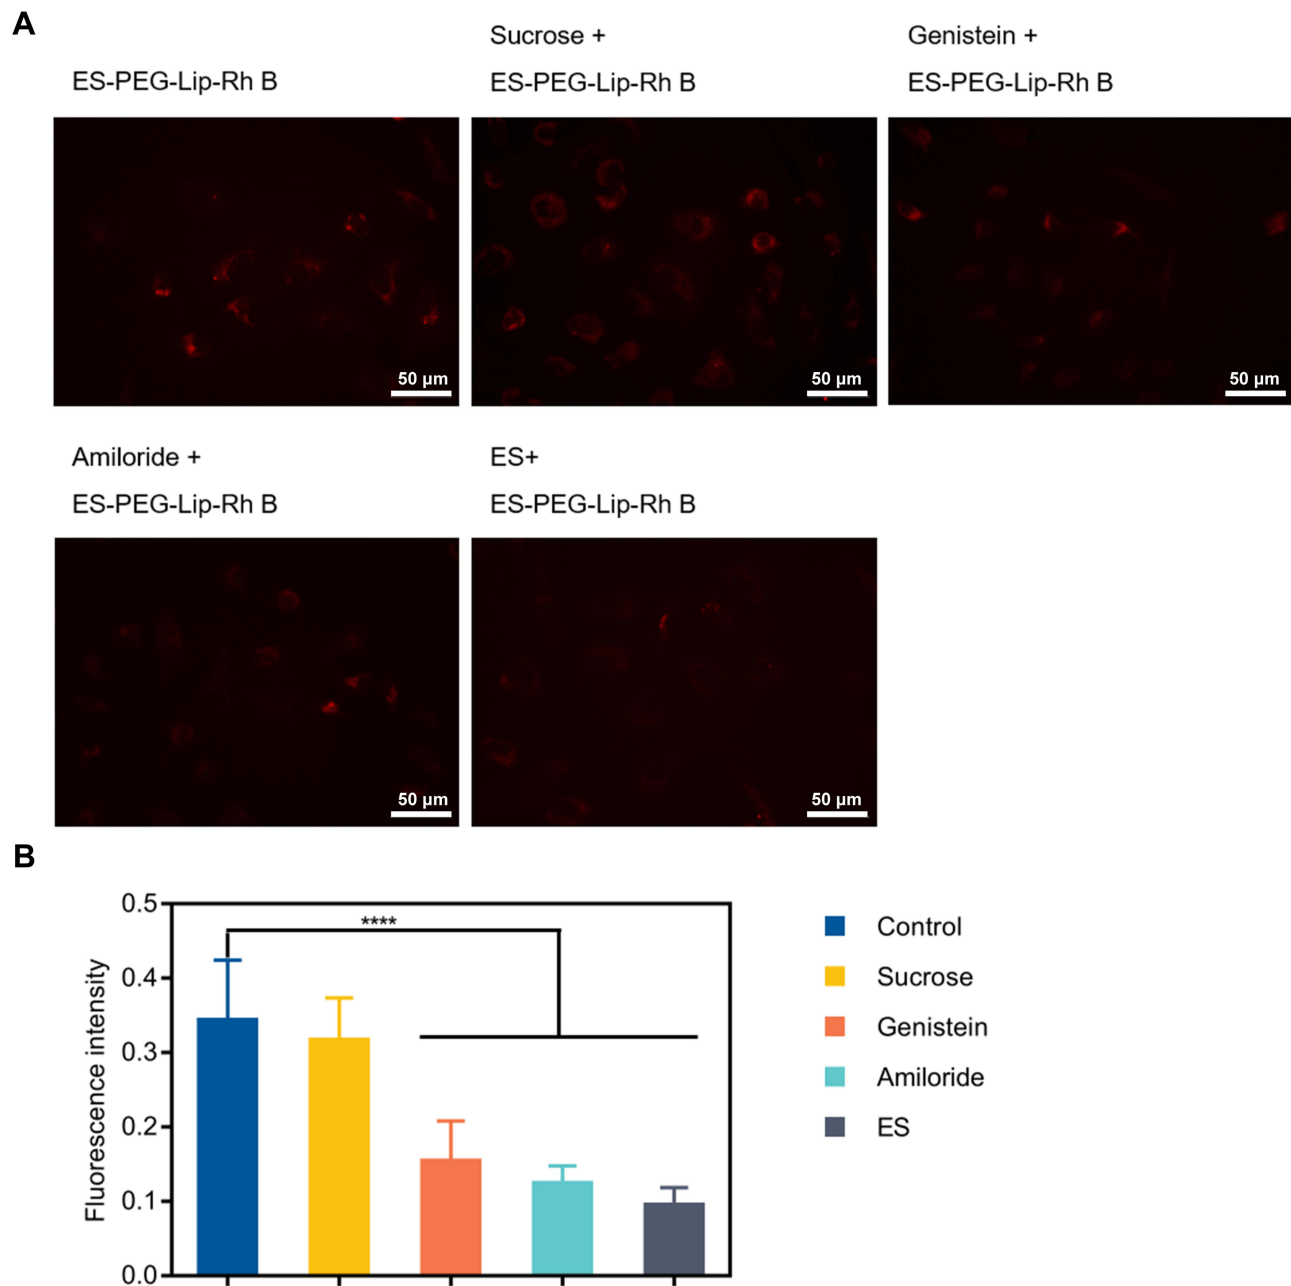 A
ES-PEG-Lip-Rh B
Sucrose +
ES-PEG-Lip-Rh B
Genistein +
ES-PEG-Lip-Rh B
50 µm
50 µm
50 µm
Amiloride +
ES-PEG-Lip-Rh B
ES+
ES-PEG-Lip-Rh B
50 µm
50 µm
B
Fluorescence intensity
0.5
0.4
0.3
0.2
0.1
0.0
****
Control
Sucrose
Genistein
Amiloride
ES